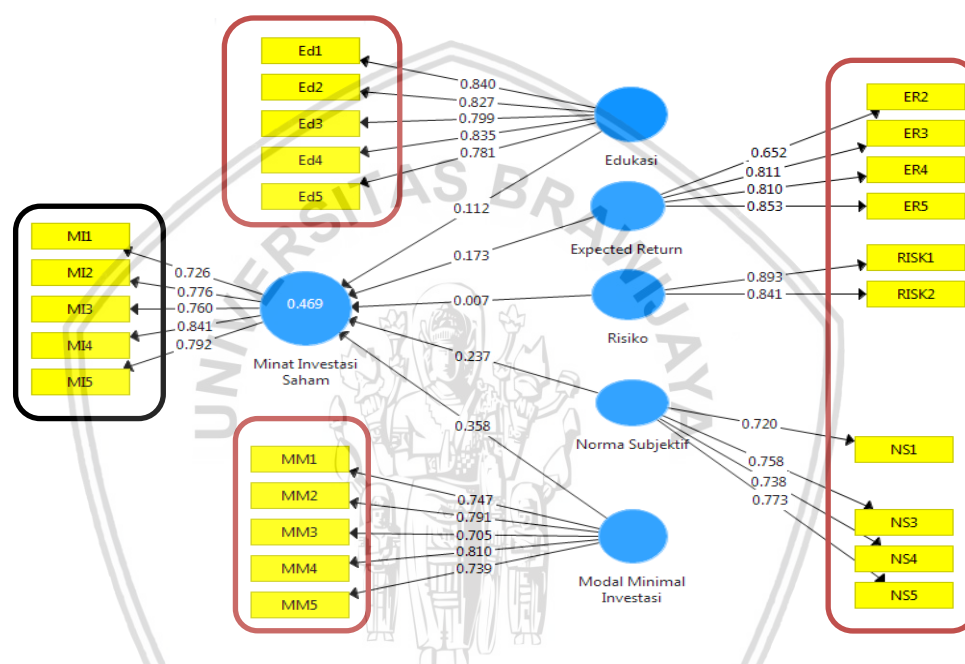 Ed1
Ed2
Ed3
Ed4
Ed5
0.840
0.827
0.799
0.835
0.781
Edukasi
ER2
ER3
ER4
ER5
0.652
0.811
0.810
0.853
Expected Return
0.112
0.173
0.007
0.237
0.358
RISK1
RISK2
0.893
0.841
Risiko
MI1
MI2
MI3
MI4
MI5
0.726
0.776
0.760
0.841
0.792
0.469
Minat Investasi
Saham
Norma Subjektif
0.720
0.758
0.738
0.773
NS1
NS3
NS4
NS5
MM1
MM2
MM3
MM4
MM5
0.747
0.791
0.705
0.810
0.739
Modal Minimal
Investasi
UNIVERSITAS BRAWIJAYA